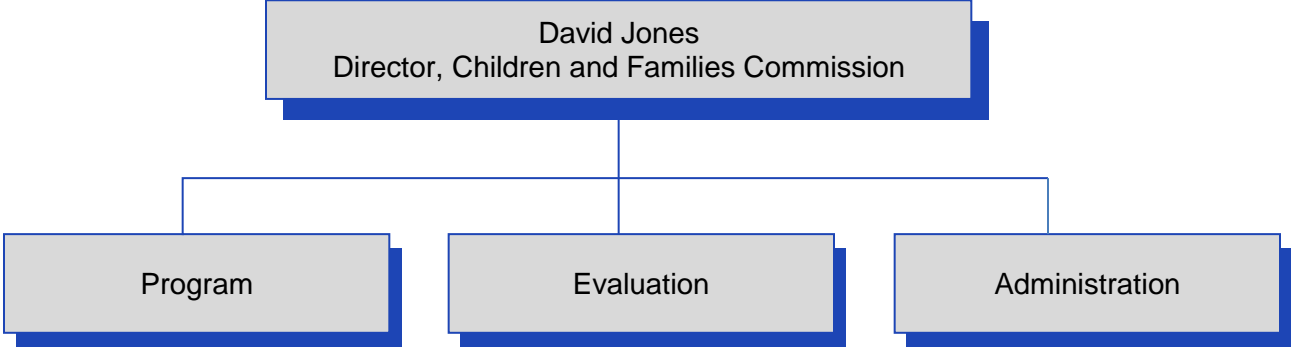 David Jones
Director, Children and Families Commission
Program
Evaluation
Administration